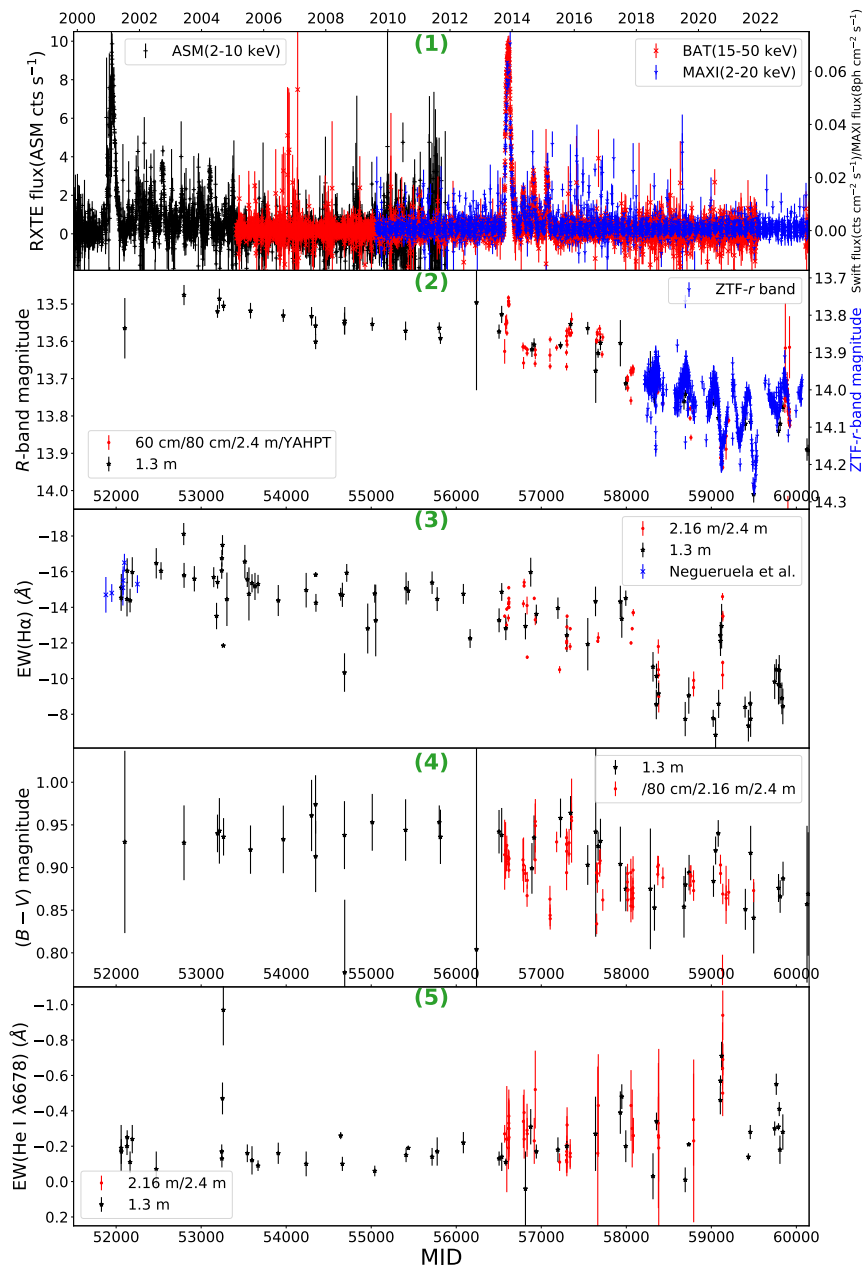 2000 2002 2004 2006 2008 2010 2012 2014 2016 2018 2020 2022
(1)
ASM(2-10 keV)
BAT(15-50 keV)
MAXI(2-20 keV)
10
8
6
4
2
0
RXTE flux(ASM cts s⁻¹)
0.06
0.04
0.02
0.00
Swift flux(cts cm⁻² s⁻¹)/MAXI flux(8ph cm⁻² s⁻¹)
(2)
ZTF-r band
60 cm/80 cm/2.4 m/YAHPT
1.3 m
13.5
13.6
13.7
13.8
13.9
14.0
R-band magnitude
13.7
13.8
13.9
14.0
14.1
14.2
14.3
ZTF-r-band magnitude
52000 53000 54000 55000 56000 57000 58000 59000 60000
(3)
2.16 m/2.4 m
1.3 m
Negueruela et al.
−18
−16
−14
−12
−10
−8
EW(Hα) (Å)
(4)
1.3 m
/80 cm/2.16 m/2.4 m
1.00
0.95
0.90
0.85
0.80
(B − V) magnitude
52000 53000 54000 55000 56000 57000 58000 59000 60000
(5)
2.16 m/2.4 m
1.3 m
-1.0
-0.8
-0.6
-0.4
-0.2
0.0
0.2
EW(He I λ6678) (Å)
52000 53000 54000 55000 56000 57000 58000 59000 60000
MJD